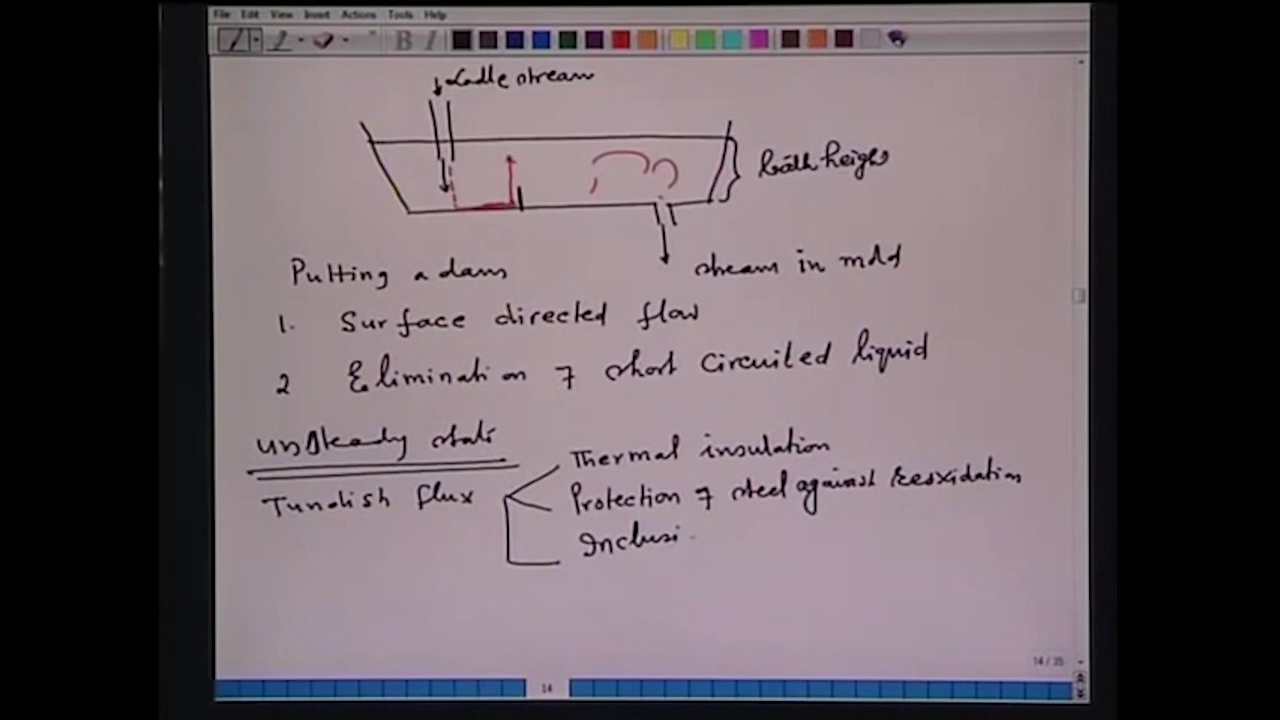 File Edit View Insert Actions Tools Help
B I
Ladle stream
bath height
stream in mold
Putting a dam
1. Surface directed flow
2 Elimination of short circuited liquid
unsteady state
Tundish flux
Thermal insulation
Protection of steel against reoxidation
Inclusi
14/35
14